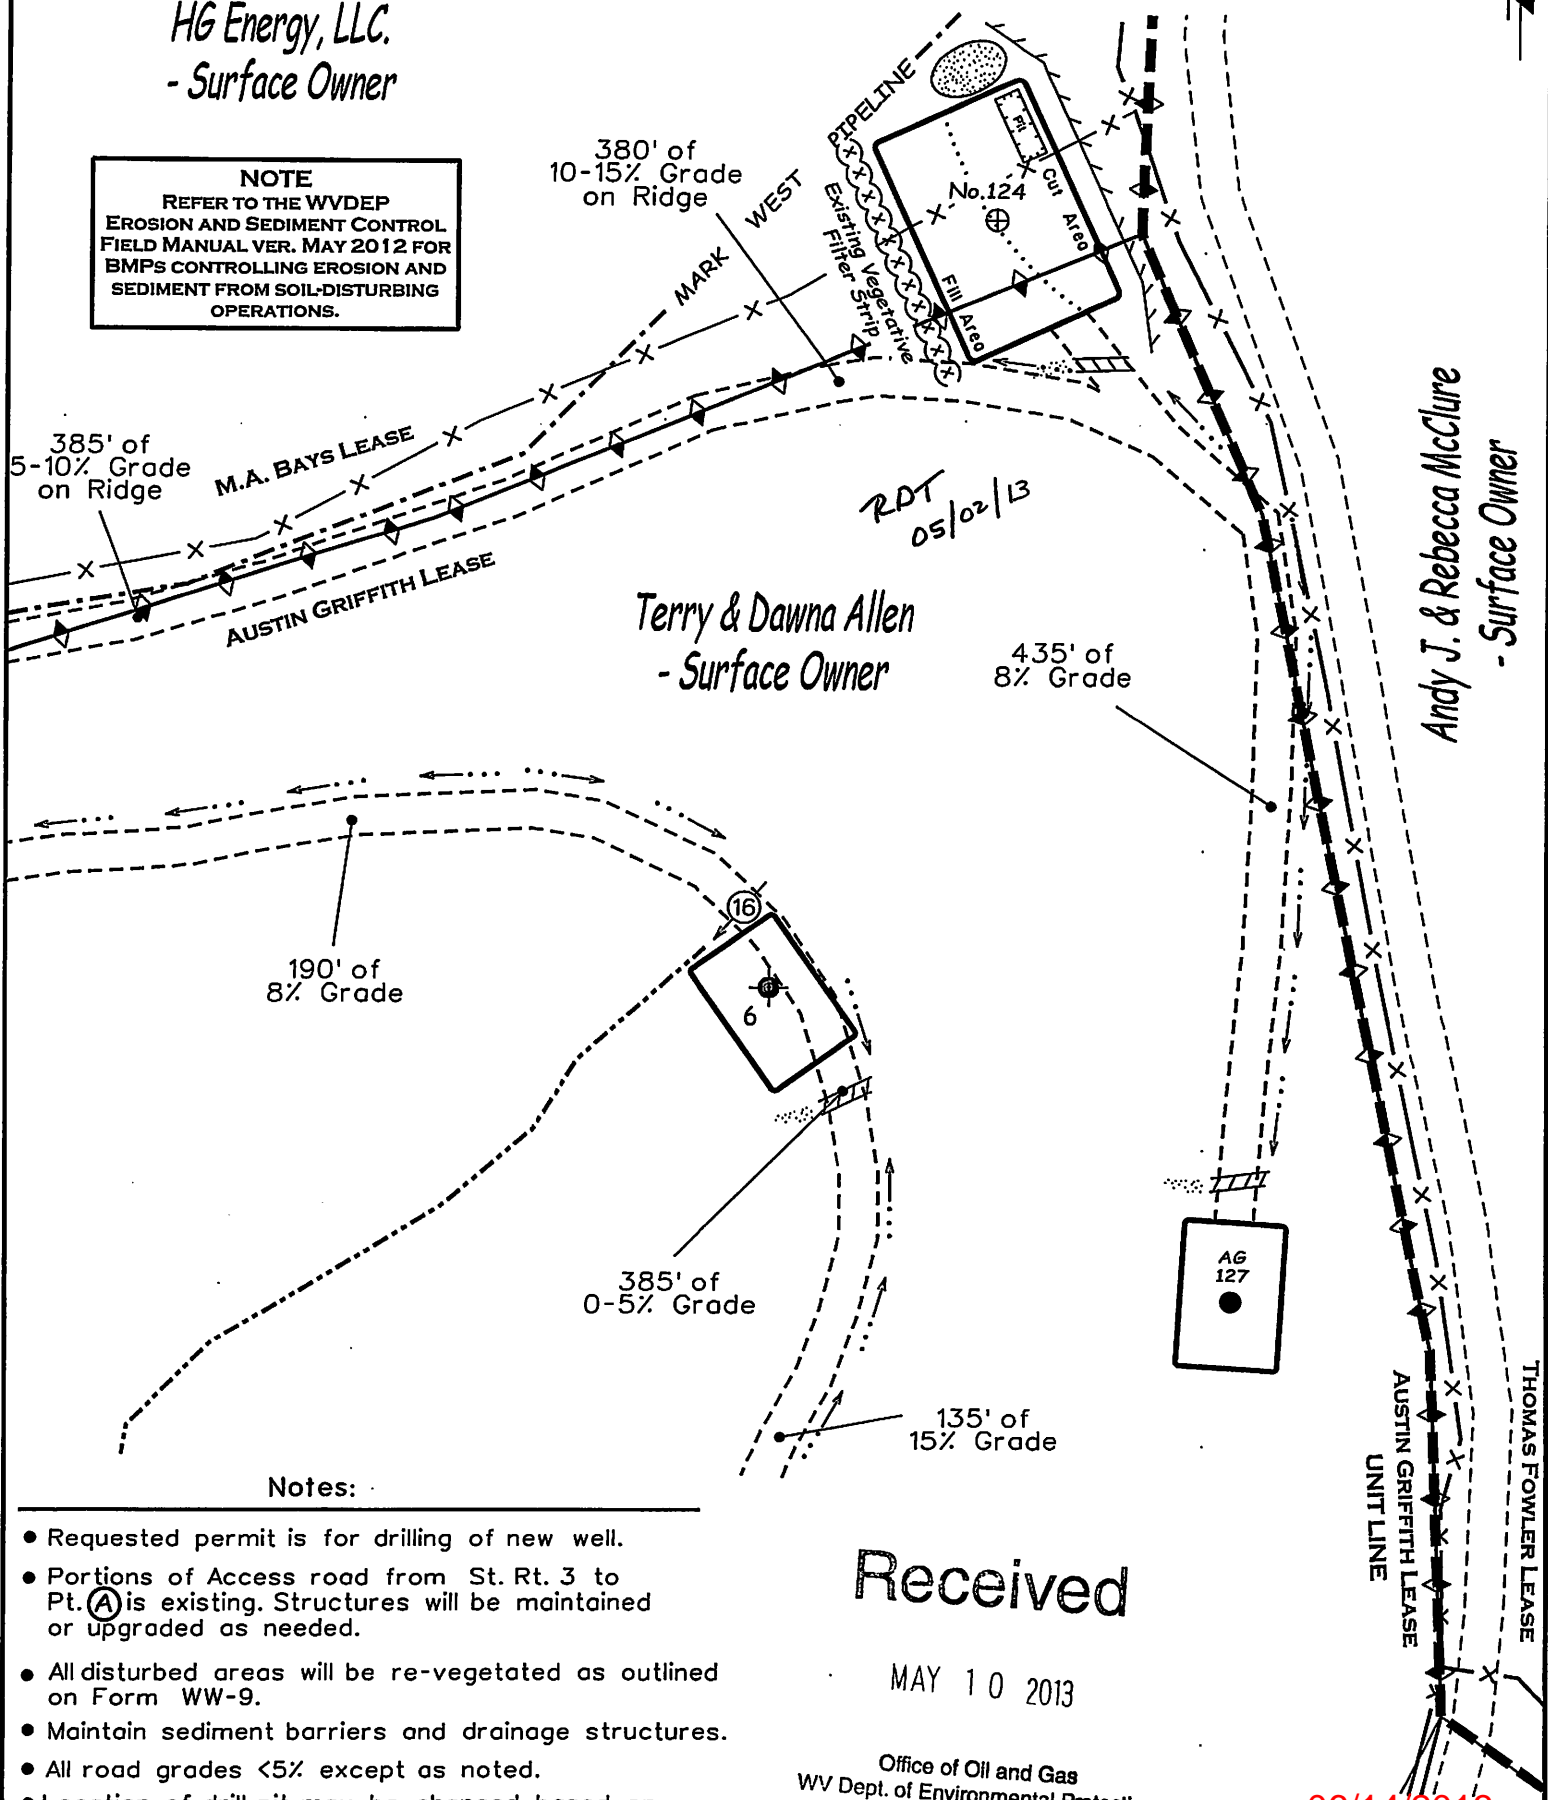 HG Energy, LLC.
- Surface Owner
NOTE
REFER TO THE WVDEP
EROSION AND SEDIMENT CONTROL
FIELD MANUAL VER. MAY 2012 FOR
BMPS CONTROLLING EROSION AND
SEDIMENT FROM SOIL-DISTURBING
OPERATIONS.
380' of
10-15% Grade
on Ridge
PIPELINE
WEST
MARK
Pit
No.124
Cut Area
Fill Area
Existing Vegetative
Filter Strip
385' of
5-10% Grade
on Ridge
M.A. BAYS LEASE
AUSTIN GRIFFITH LEASE
RDT
05/02/13
Terry & Dawna Allen
- Surface Owner
Andy J. & Rebecca McClure
- Surface Owner
435' of
8% Grade
190' of
8% Grade
16
6
385' of
0-5% Grade
AG
127
135' of
15% Grade
AUSTIN GRIFFITH LEASE
UNIT LINE
THOMAS FOWLER LEASE
Notes:
• Requested permit is for drilling of new well.
• Portions of Access road from St. Rt. 3 to
Pt. A is existing. Structures will be maintained
or upgraded as needed.
• All disturbed areas will be re-vegetated as outlined
on Form WW-9.
• Maintain sediment barriers and drainage structures.
• All road grades <5% except as noted.
Received
MAY 10 2013
Office of Oil and Gas
WV Dept. of Environmental